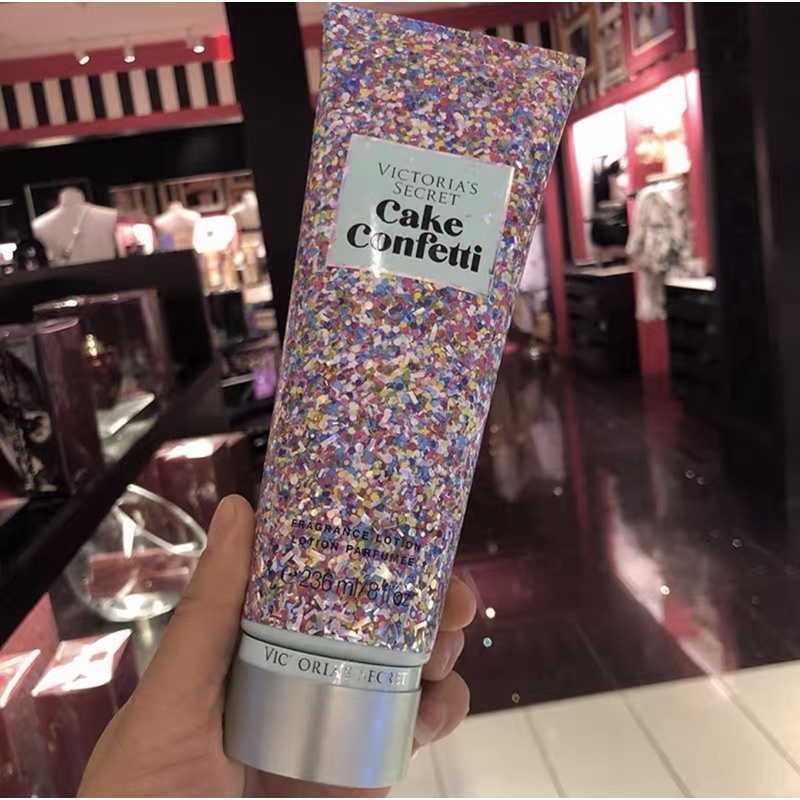 VICTORIA'S
SECRET
Cake
Confetti
FRAGRANCE LOTION
LOTION PARFUMÉE
℮ 236 ml/8 fl oz
VICTORIA'S SECRET